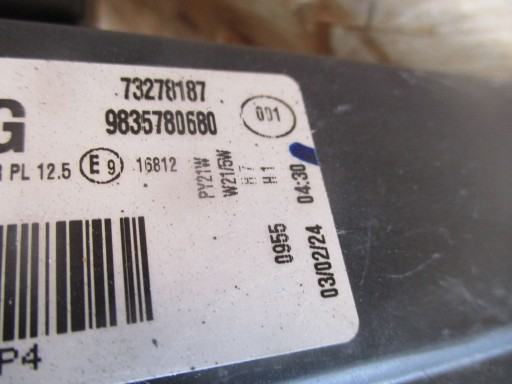 73278187
G 9835780680 001
PL 12.5 E9 16812
PY21W
W21/5W
H7
H1
0955 04:30
03/02/24
P4